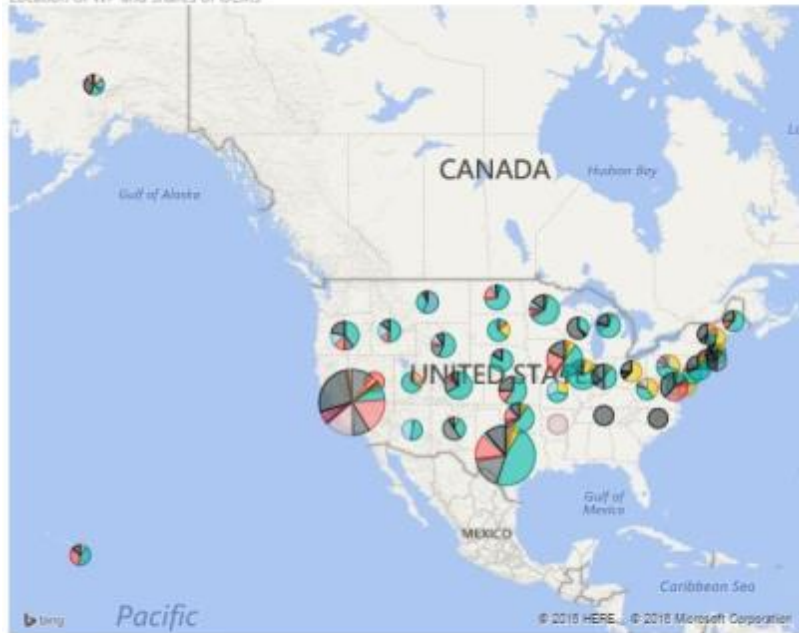 CANADA
Hudson Bay
Gulf of Alaska
UNITED STATES
Gulf of
Mexico
MEXICO
Caribbean Sea
bing
Pacific
© 2016 HERE © 2016 Microsoft Corporation